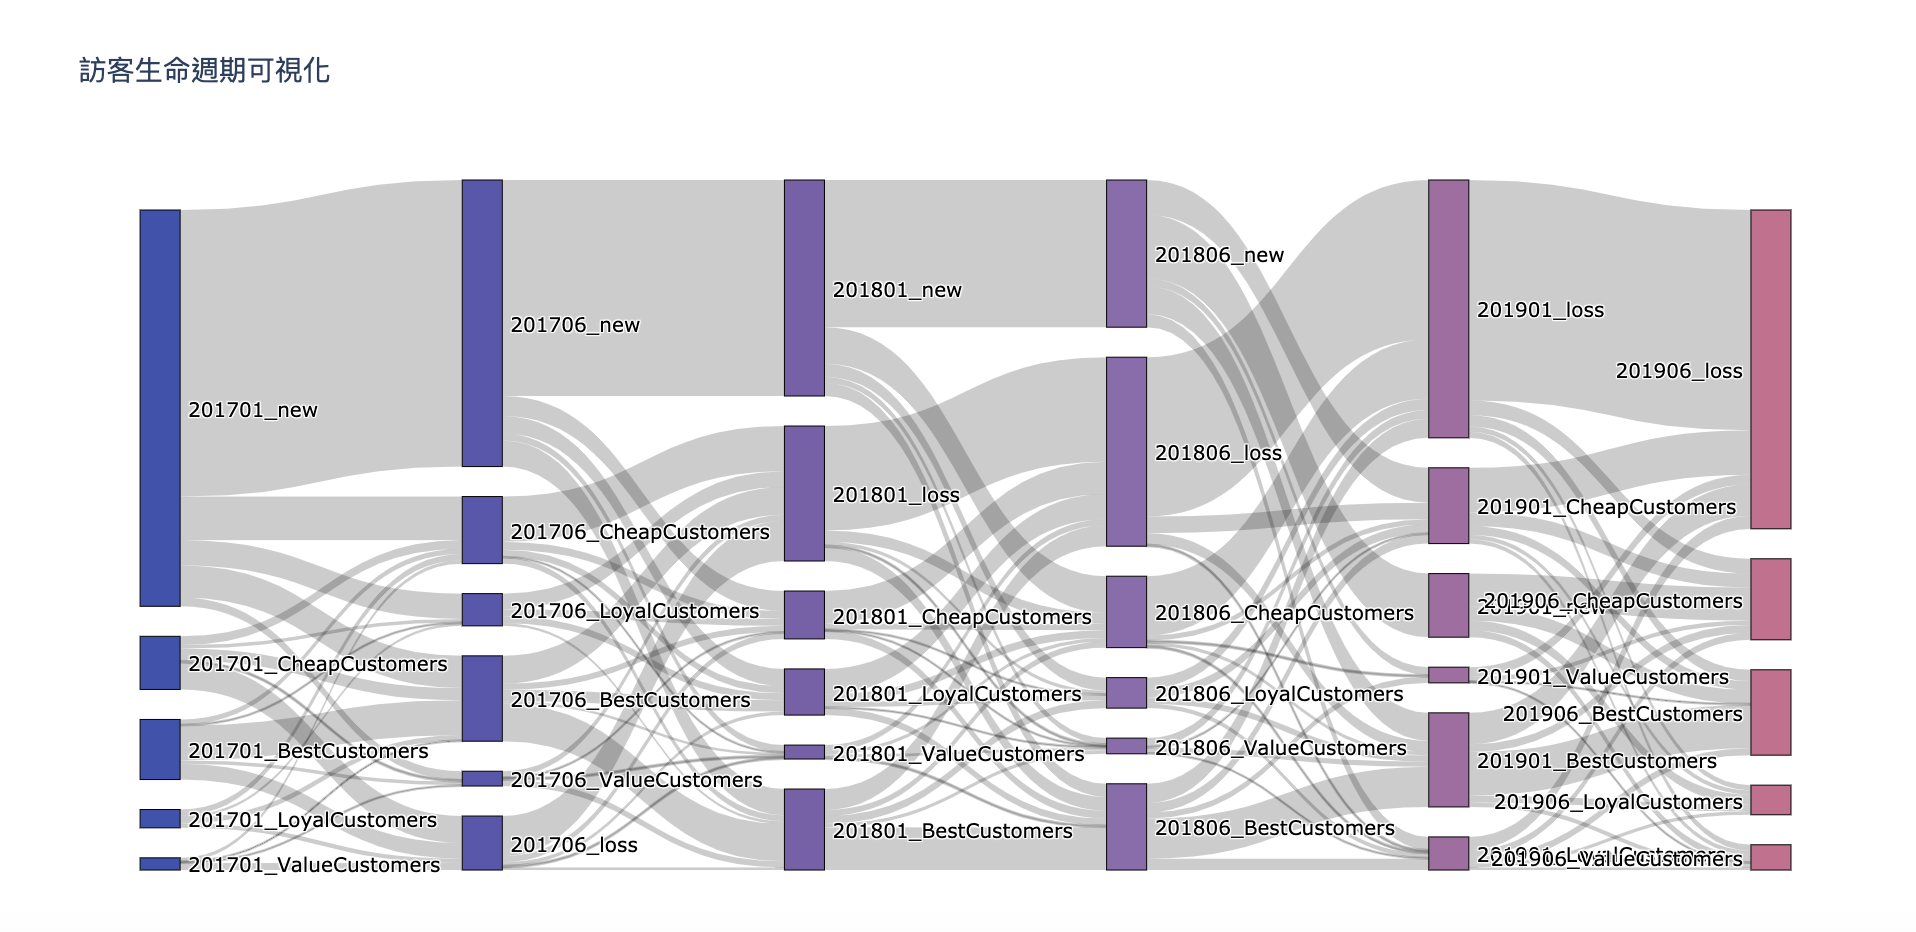 訪客生命週期可視化
201701_new
201701_CheapCustomers
201701_BestCustomers
201701_LoyalCustomers
201701_ValueCustomers
201706_new
201706_CheapCustomers
201706_LoyalCustomers
201706_BestCustomers
201706_ValueCustomers
201706_loss
201801_new
201801_loss
201801_CheapCustomers
201801_LoyalCustomers
201801_ValueCustomers
201801_BestCustomers
201806_new
201806_loss
201806_CheapCustomers
201806_LoyalCustomers
201806_ValueCustomers
201806_BestCustomers
201901_loss
201901_CheapCustomers
201901_new
201901_ValueCustomers
201901_BestCustomers
201901_LoyalCustomers
201906_loss
201906_CheapCustomers
201906_BestCustomers
201906_LoyalCustomers
201906_ValueCustomers